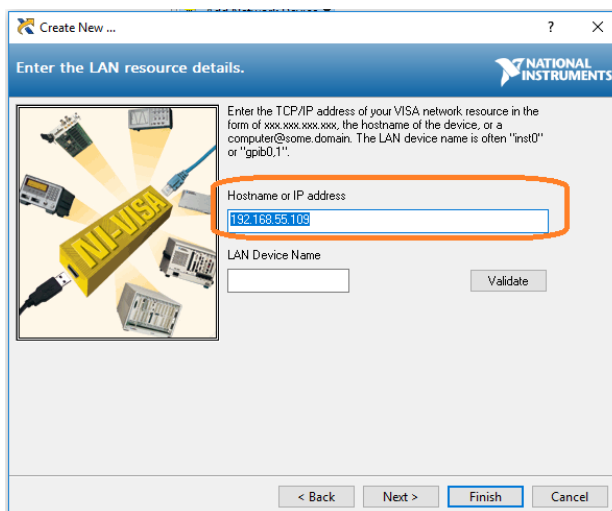 Create New ...
?
Enter the LAN resource details.
NATIONAL
INSTRUMENTS
Enter the TCP/IP address of your VISA network resource in the
form of xxx.xxx.xxx.xxx, the hostname of the device, or a
computer@some.domain. The LAN device name is often "inst0"
or "gpib0,1".
NI-VISA
Hostname or IP address
192.168.55.109
LAN Device Name
Validate
< Back
Next >
Finish
Cancel